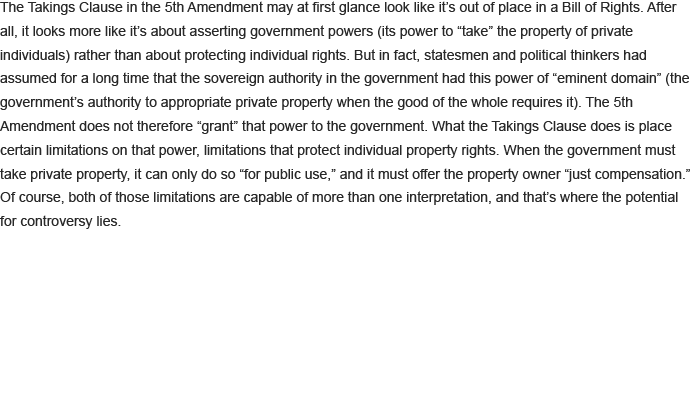 The Takings Clause in the 5th Amendment may at first glance look like it’s out of place in a Bill of Rights. After
all, it looks more like it’s about asserting government powers (its power to “take” the property of private
individuals) rather than about protecting individual rights. But in fact, statesmen and political thinkers had
assumed for a long time that the sovereign authority in the government had this power of “eminent domain” (the
government’s authority to appropriate private property when the good of the whole requires it). The 5th
Amendment does not therefore “grant” that power to the government. What the Takings Clause does is place
certain limitations on that power, limitations that protect individual property rights. When the government must
take private property, it can only do so “for public use,” and it must offer the property owner “just compensation.”
Of course, both of those limitations are capable of more than one interpretation, and that’s where the potential
for controversy lies.